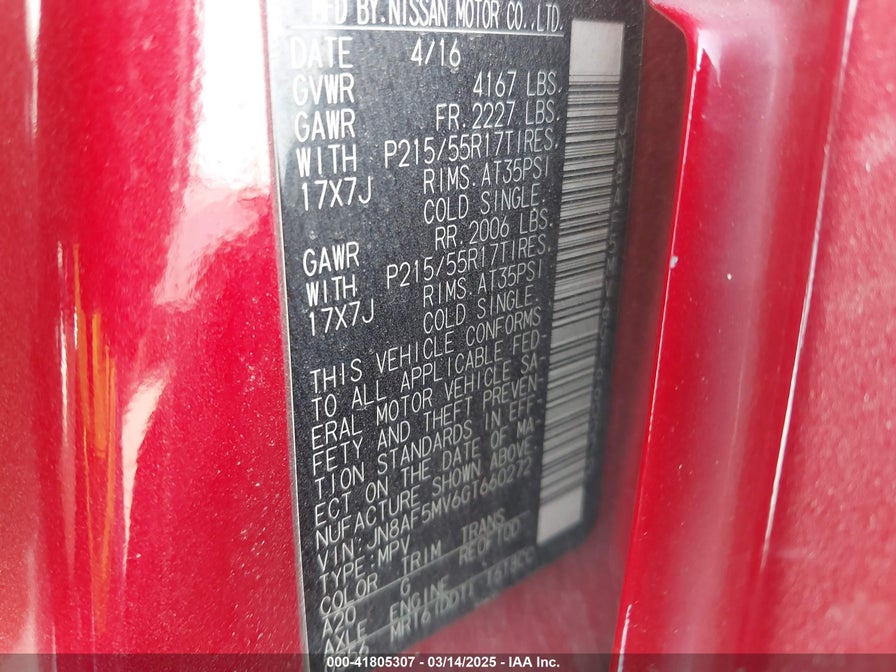 MFD BY.NISSAN MOTOR CO.,LTD.
DATE 4/16
GVWR 4167 LBS.
GAWR FR.2227 LBS.
WITH P215/55R17TIRES.
17X7J RIMS.AT35PSI
COLD SINGLE.
GAWR RR.2006 LBS.
WITH P215/55R17TIRES.
17X7J RIMS.AT35PSI
COLD SINGLE.
THIS VEHICLE CONFORMS
TO ALL APPLICABLE FED-
ERAL MOTOR VEHICLE SA-
FETY AND THEFT PREVEN-
TION STANDARDS IN EFF-
ECT ON THE DATE OF MA-
NUFACTURE SHOWN ABOVE.
VIN:JN8AF5MV6GT660272
TYPE:MPV
COLOR TRIM TRANS
A20 G
AXLE ENGINE
000-41805307 - 03/14/2025 - IAA Inc.